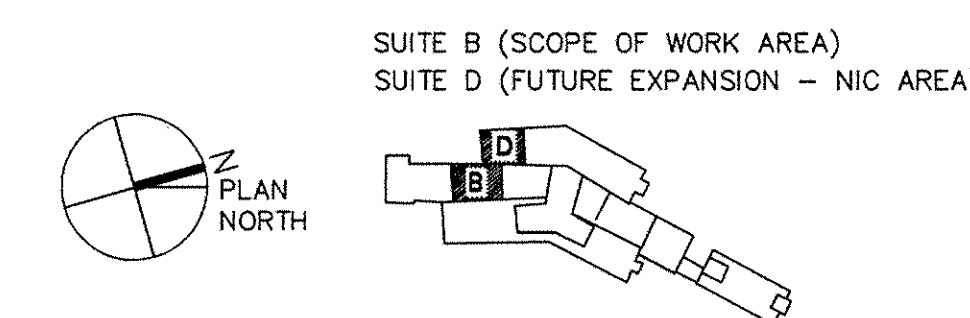 SUITE B (SCOPE OF WORK AREA)
SUITE D (FUTURE EXPANSION – NIC AREA
N
PLAN
NORTH
D
B